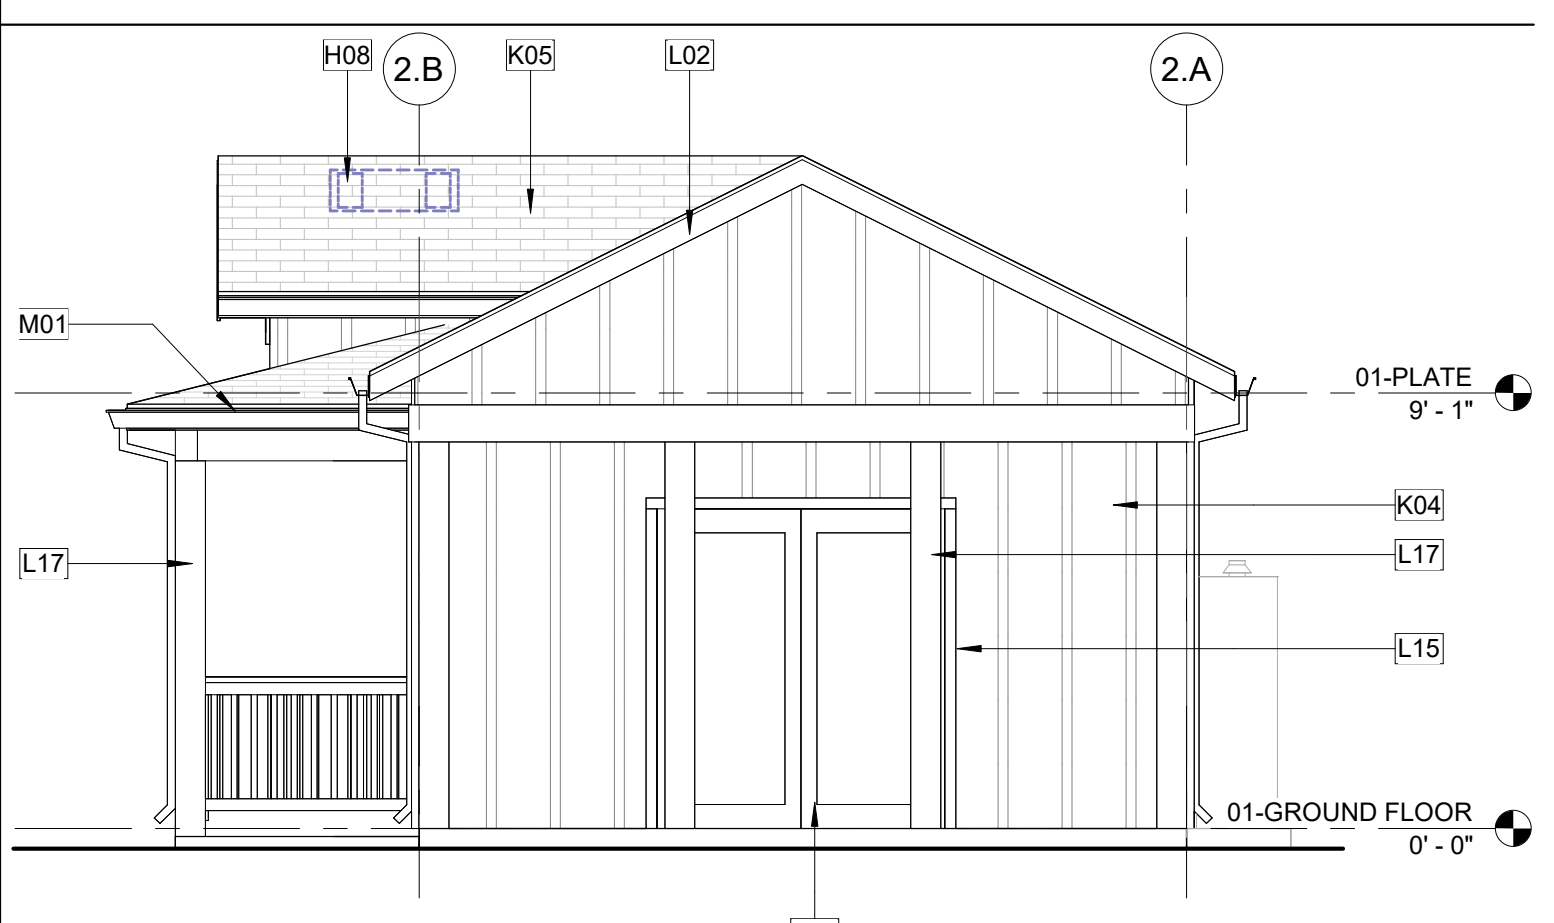 H08
2.B
K05
L02
2.A
M01
01-PLATE
9' - 1"
K04
L17
L17
L15
01-GROUND FLOOR
0' - 0"